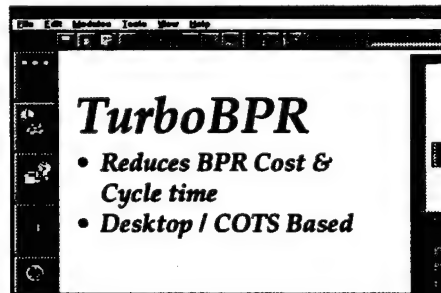 File Edit Modules Tools View Help
TurboBPR
• Reduces BPR Cost &
Cycle time
• Desktop / COTS Based